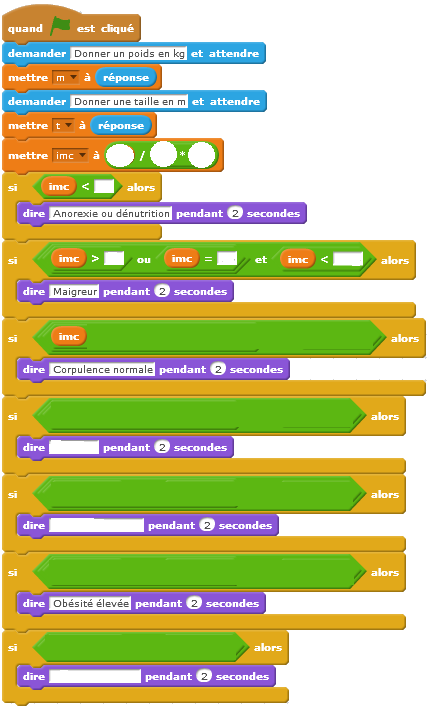 quand est cliqué
demander Donner un poids en kg et attendre
mettre m à réponse
demander Donner une taille en m et attendre
mettre t à réponse
mettre imc à / *
si imc < alors
dire Anorexie ou dénutrition pendant 2 secondes
si imc > ou imc = et imc < alors
dire Maigreur pendant 2 secondes
si imc alors
dire Corpulence normale pendant 2 secondes
si alors
dire pendant 2 secondes
si alors
dire pendant 2 secondes
si alors
dire Obésité élevée pendant 2 secondes
si alors
dire pendant 2 secondes